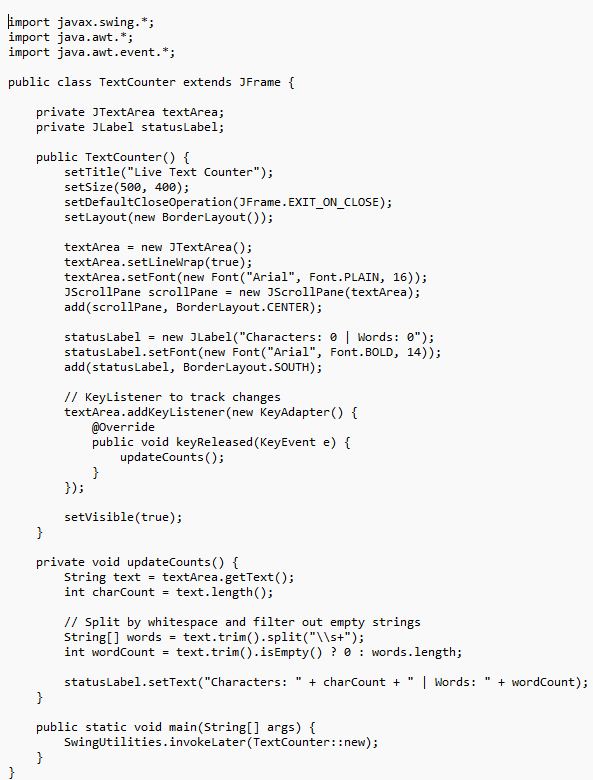 import javax.swing.*;
import java.awt.*;
import java.awt.event.*;

public class TextCounter extends JFrame {

    private JTextArea textArea;
    private JLabel statusLabel;

    public TextCounter() {
        setTitle("Live Text Counter");
        setSize(500, 400);
        setDefaultCloseOperation(JFrame.EXIT_ON_CLOSE);
        setLayout(new BorderLayout());

        textArea = new JTextArea();
        textArea.setLineWrap(true);
        textArea.setFont(new Font("Arial", Font.PLAIN, 16));
        JScrollPane scrollPane = new JScrollPane(textArea);
        add(scrollPane, BorderLayout.CENTER);

        statusLabel = new JLabel("Characters: 0 | Words: 0");
        statusLabel.setFont(new Font("Arial", Font.BOLD, 14));
        add(statusLabel, BorderLayout.SOUTH);

        // KeyListener to track changes
        textArea.addKeyListener(new KeyAdapter() {
            @Override
            public void keyReleased(KeyEvent e) {
                updateCounts();
            }
        });

        setVisible(true);
    }

    private void updateCounts() {
        String text = textArea.getText();
        int charCount = text.length();

        // Split by whitespace and filter out empty strings
        String[] words = text.trim().split("\\s+");
        int wordCount = text.trim().isEmpty() ? 0 : words.length;

        statusLabel.setText("Characters: " + charCount + " | Words: " + wordCount);
    }

    public static void main(String[] args) {
        SwingUtilities.invokeLater(TextCounter::new);
    }
}